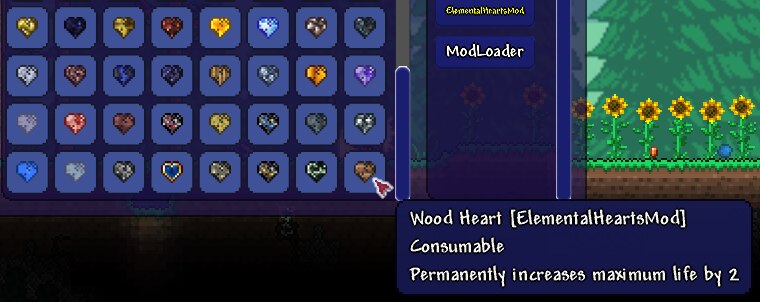 ElementalHeartsMod
ModLoader
Wood Heart [ElementalHeartsMod]
Consumable
Permanently increases maximum life by 2